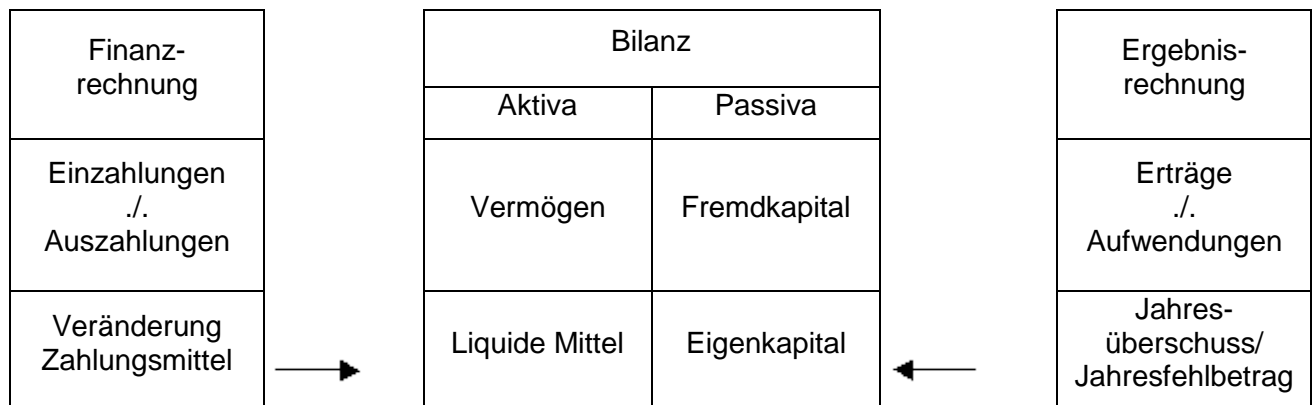 Finanz-
rechnung
Einzahlungen
./.
Auszahlungen
Veränderung
Zahlungsmittel
Bilanz
Aktiva
Passiva
Vermögen
Fremdkapital
Liquide Mittel
Eigenkapital
Ergebnis-
rechnung
Erträge
./.
Aufwendungen
Jahres-
überschuss/
Jahresfehlbetrag